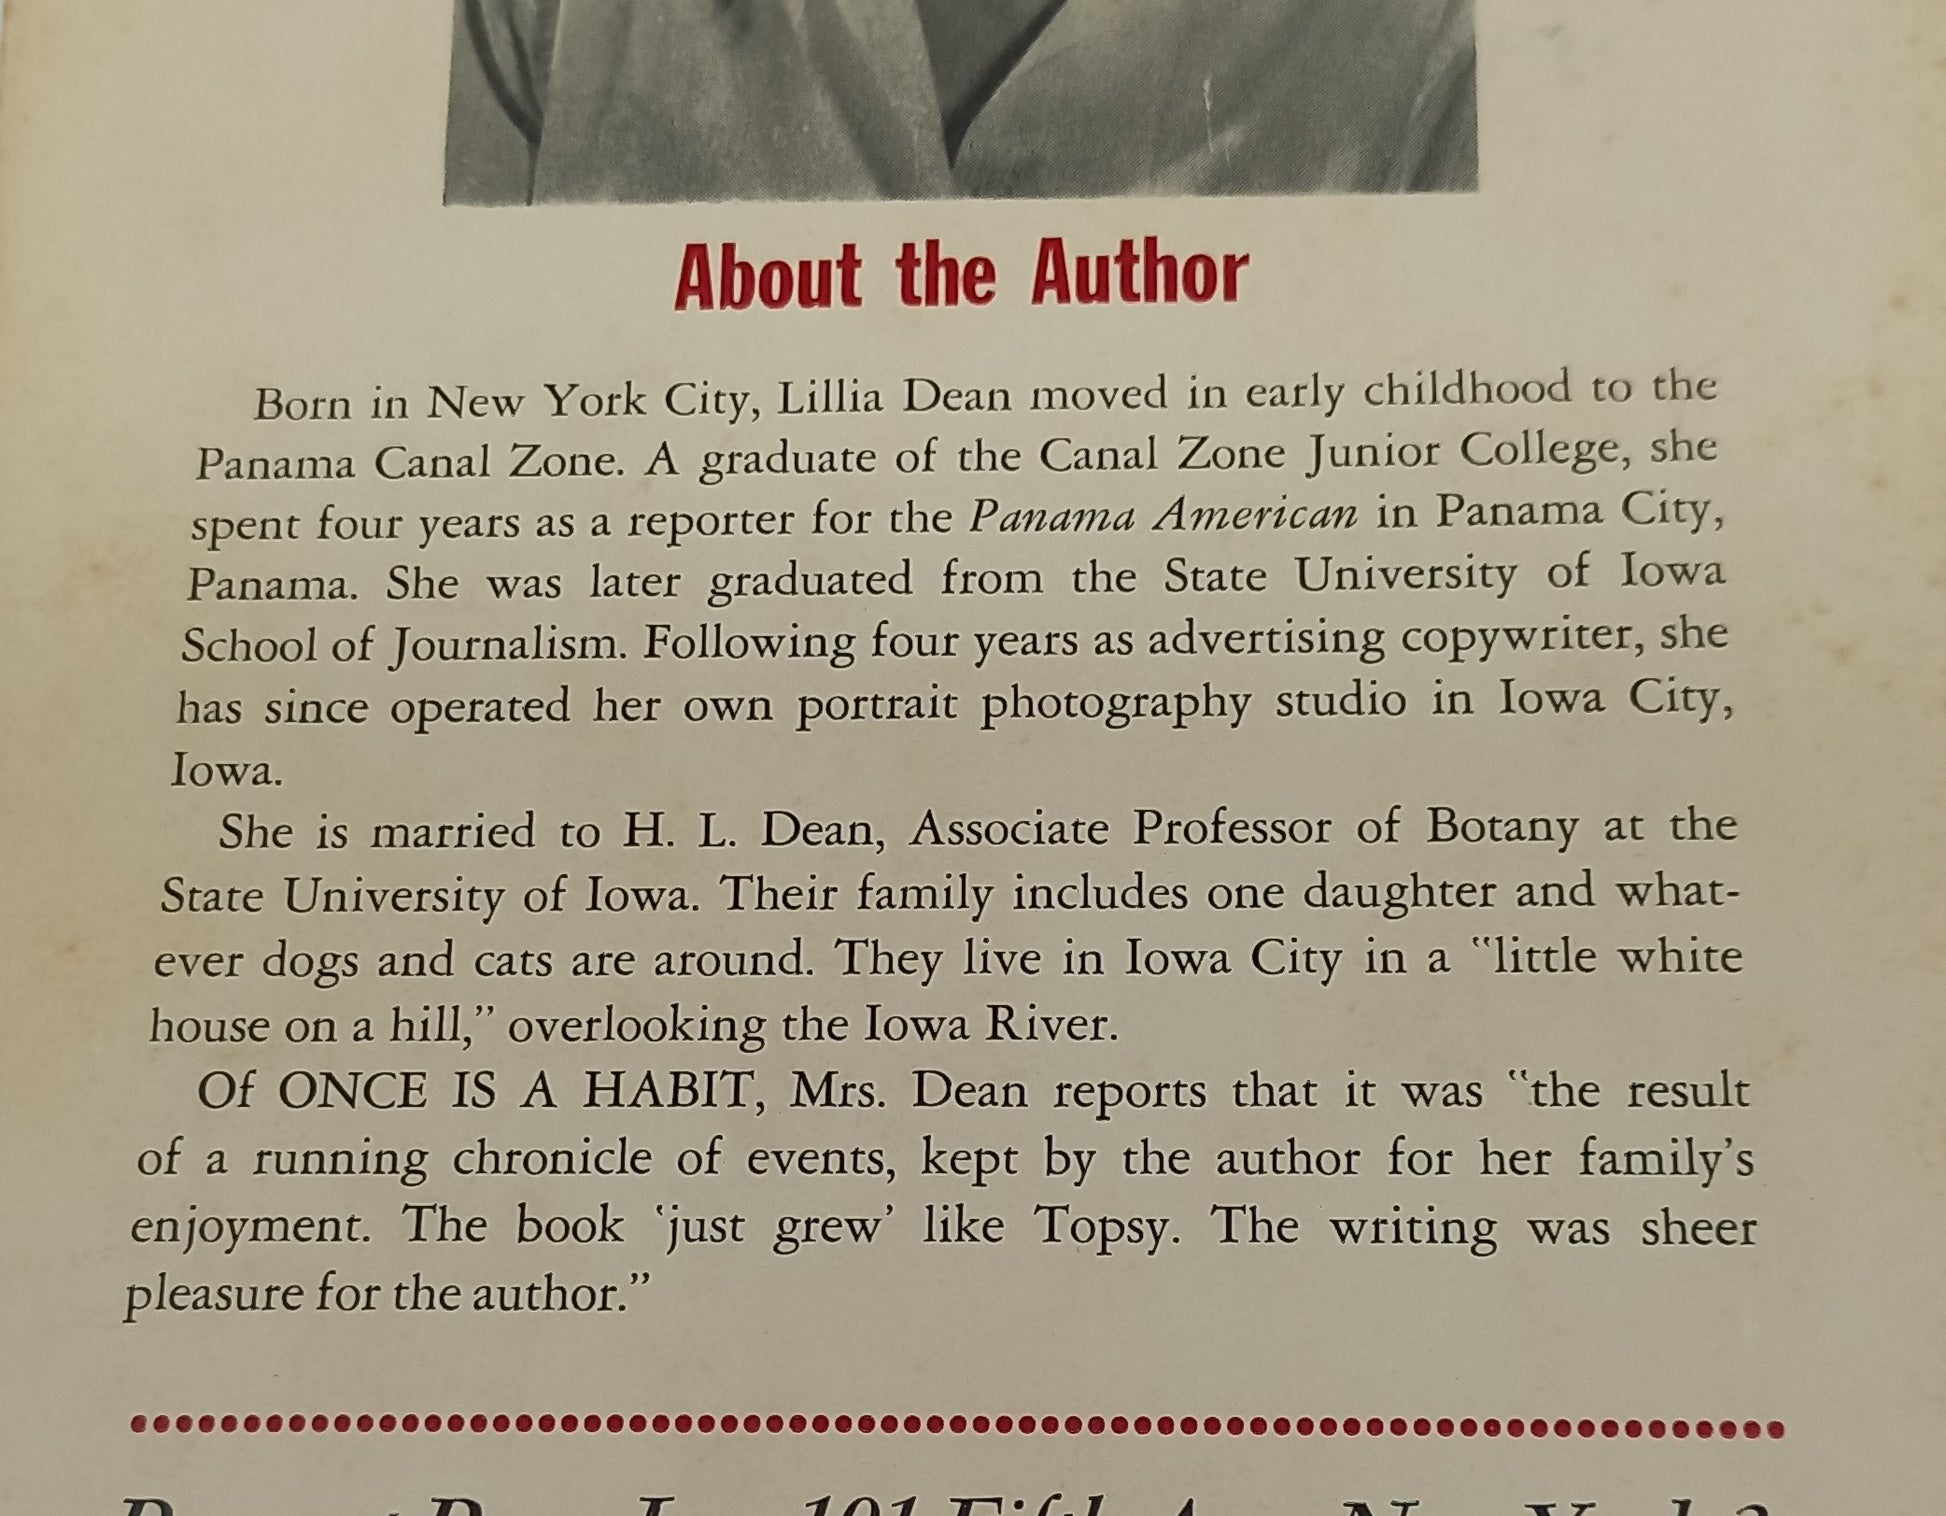 About the Author
Born in New York City, Lillia Dean moved in early childhood to the
Panama Canal Zone. A graduate of the Canal Zone Junior College, she
spent four years as a reporter for the Panama American in Panama City,
Panama. She was later graduated from the State University of Iowa
School of Journalism. Following four years as advertising copywriter, she
has since operated her own portrait photography studio in Iowa City,
Iowa.
She is married to H. L. Dean, Associate Professor of Botany at the
State University of Iowa. Their family includes one daughter and what-
ever dogs and cats are around. They live in Iowa City in a "little white
house on a hill," overlooking the Iowa River.
Of ONCE IS A HABIT, Mrs. Dean reports that it was "the result
of a running chronicle of events, kept by the author for her family's
enjoyment. The book 'just grew' like Topsy. The writing was sheer
pleasure for the author."
101 Fifth